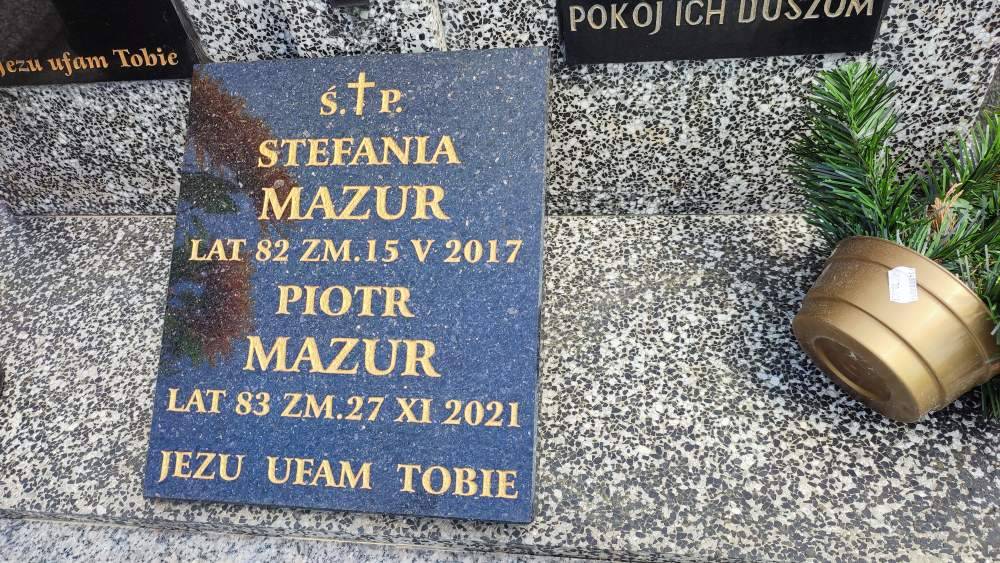 Jezu ufam Tobie
POKÓJ ICH DUSZOM
Ś.✝P.
STEFANIA
MAZUR
LAT 82 ZM.15 V 2017
PIOTR
MAZUR
LAT 83 ZM.27 XI 2021
JEZU UFAM TOBIE